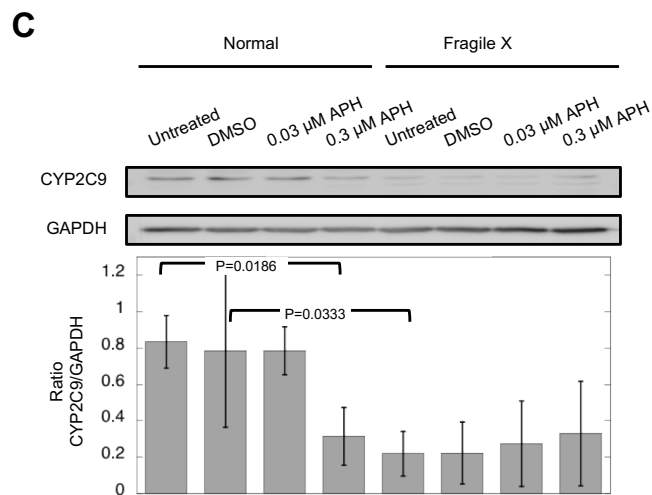 C
Normal Fragile X
Untreated DMSO 0.03 µM APH 0.3 µM APH Untreated DMSO 0.03 µM APH 0.3 µM APH
CYP2C9
GAPDH
1.2
P=0.0186
1
P=0.0333
0.8
0.6
0.4
0.2
0
Ratio
CYP2C9/GAPDH